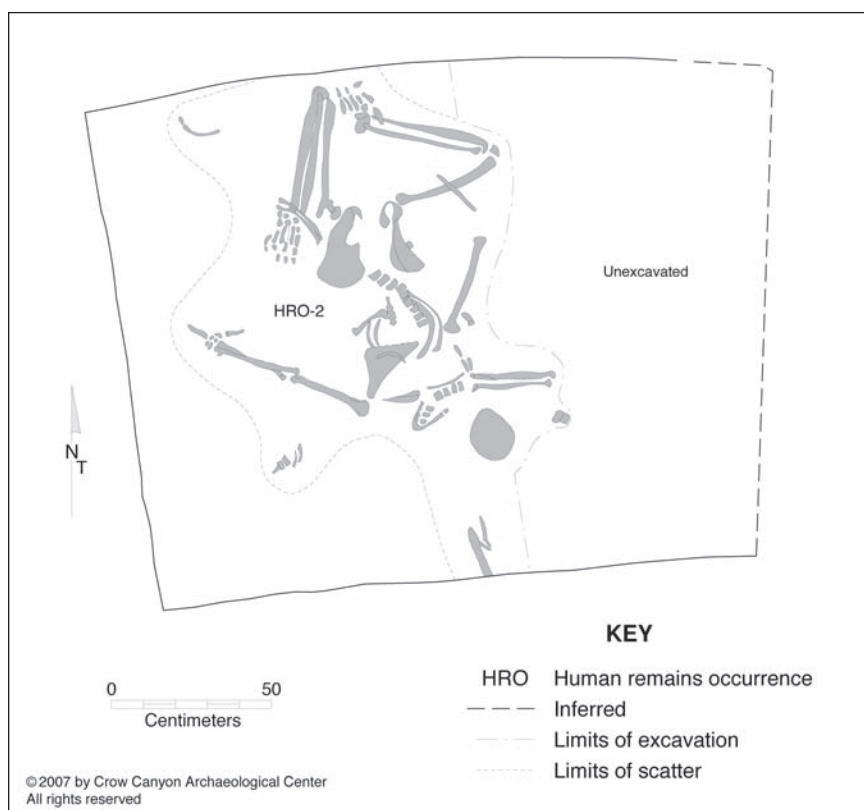 Unexcavated
HRO-2
N
T
KEY
HRO Human remains occurrence
Inferred
Limits of excavation
Limits of scatter
0 50
Centimeters
©2007 by Crow Canyon Archaeological Center
All rights reserved